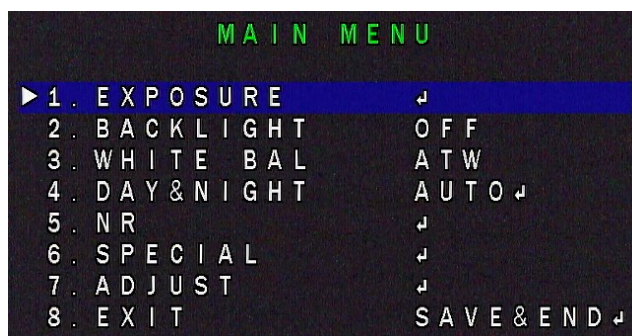 MAIN MENU
1. EXPOSURE ↲
2. BACKLIGHT OFF
3. WHITE BAL ATW
4. DAY&NIGHT AUTO↲
5. NR ↲
6. SPECIAL ↲
7. ADJUST ↲
8. EXIT SAVE&END↲